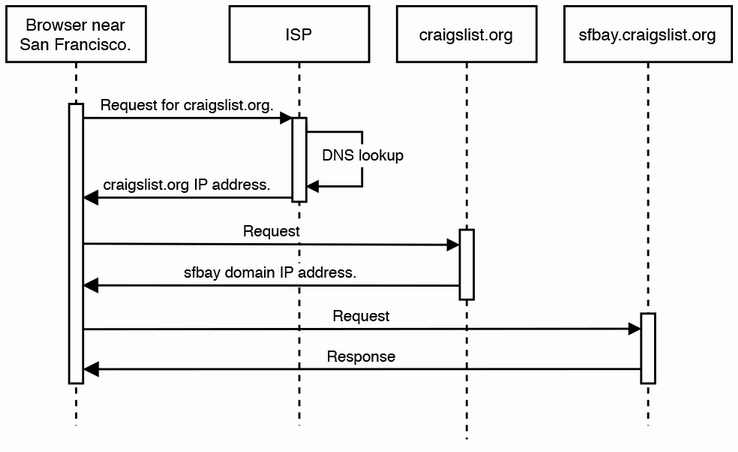 Browser near
San Francisco.
ISP
craigslist.org
sfbay.craigslist.org
Request for craigslist.org.
DNS lookup
craigslist.org IP address.
Request
sfbay domain IP address.
Request
Response